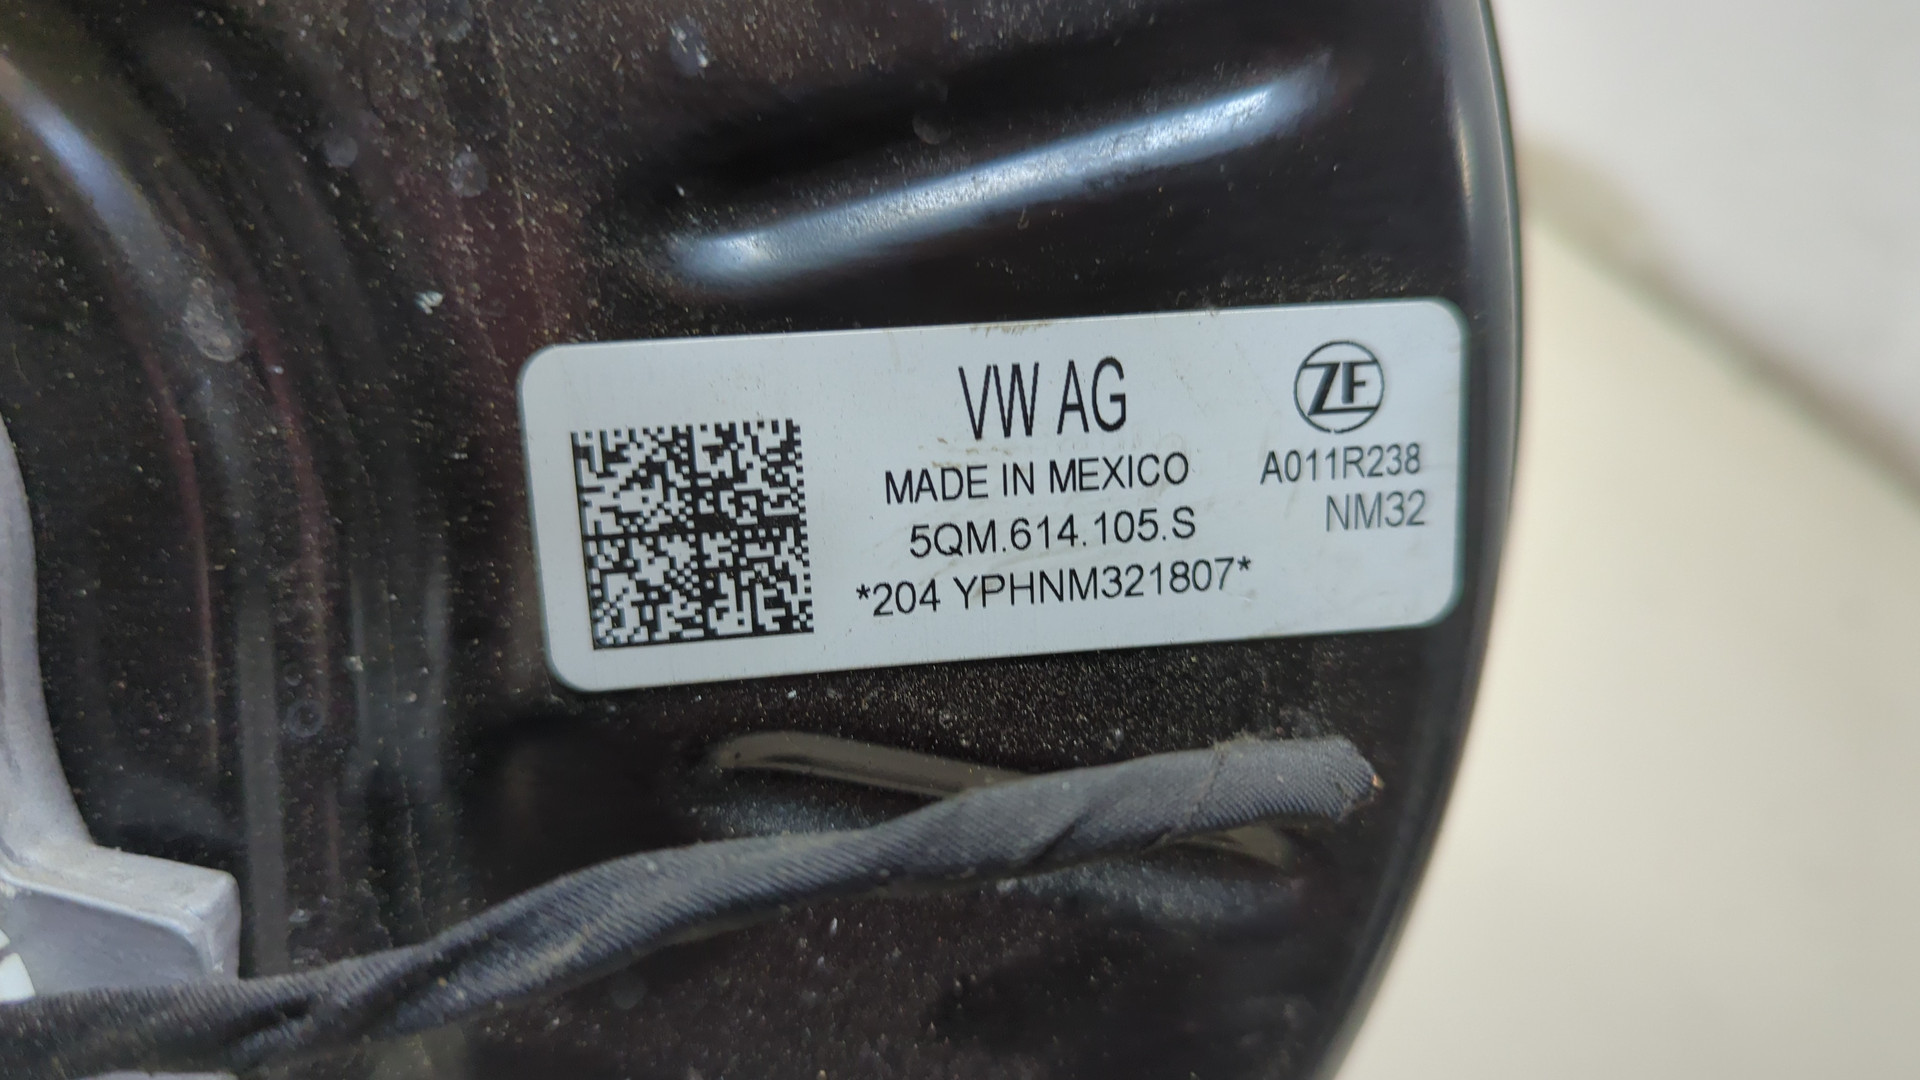 VW AG
MADE IN MEXICO
5QM.614.105.S
*204 YPHNM321807*
ZF
A011R238
NM32